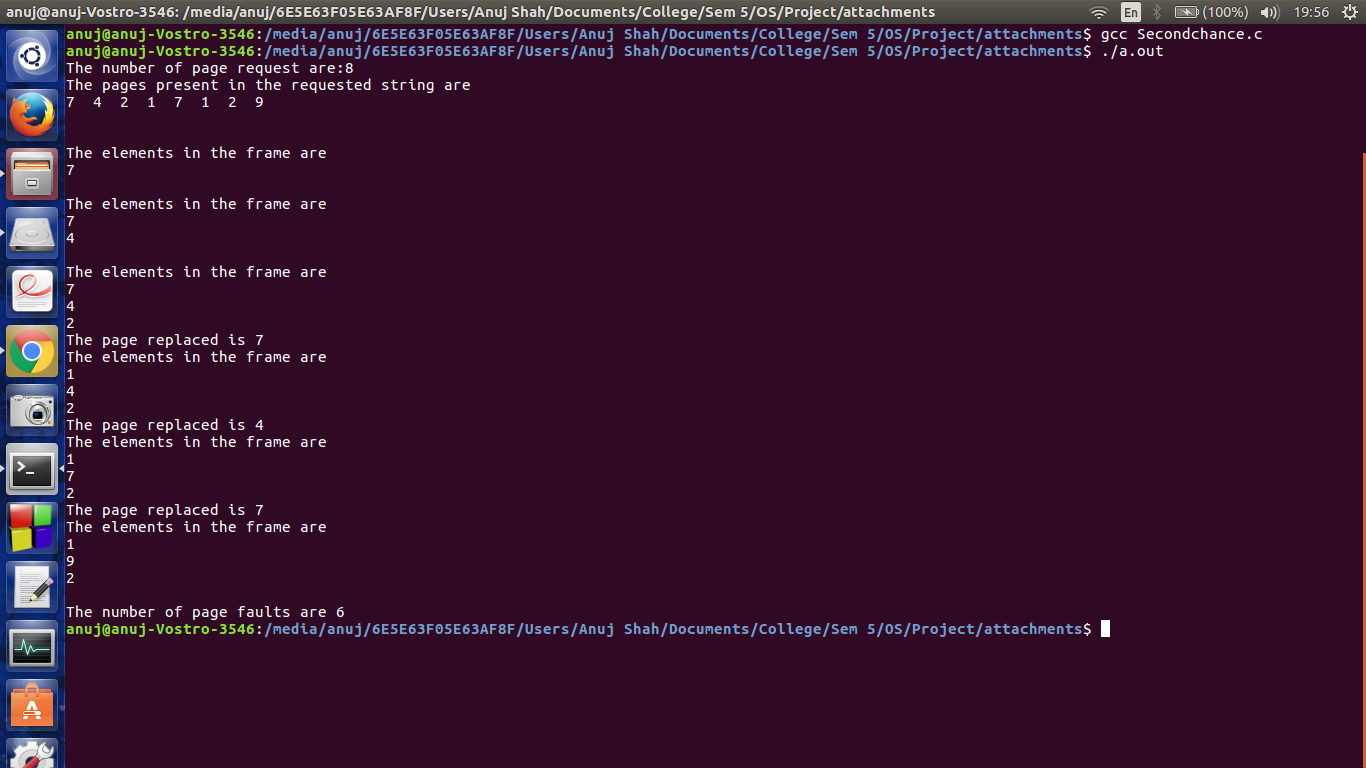 anuj@anuj-Vostro-3546: /media/anuj/6E5E63F05E63AF8F/Users/Anuj Shah/Documents/College/Sem 5/OS/Project/attachments En (100%) 19:56
anuj@anuj-Vostro-3546:/media/anuj/6E5E63F05E63AF8F/Users/Anuj Shah/Documents/College/Sem 5/OS/Project/attachments$ gcc Secondchance.c
anuj@anuj-Vostro-3546:/media/anuj/6E5E63F05E63AF8F/Users/Anuj Shah/Documents/College/Sem 5/OS/Project/attachments$ ./a.out
The number of page request are:8
The pages present in the requested string are
7 4 2 1 7 1 2 9
The elements in the frame are
7
The elements in the frame are
7
4
The elements in the frame are
7
4
2
The page replaced is 7
The elements in the frame are
1
4
2
The page replaced is 4
The elements in the frame are
1
7
2
The page replaced is 7
The elements in the frame are
1
9
2
The number of page faults are 6
anuj@anuj-Vostro-3546:/media/anuj/6E5E63F05E63AF8F/Users/Anuj Shah/Documents/College/Sem 5/OS/Project/attachments$